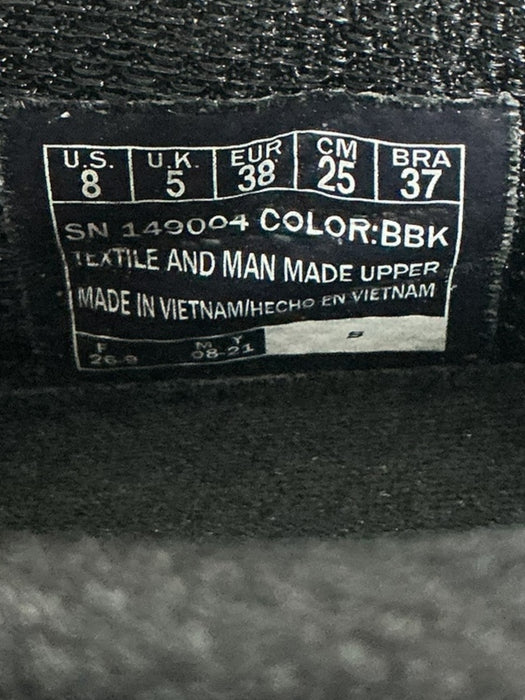 U.S. U.K. EUR CM BRA
8 5 38 25 37
SN 149004 COLOR:BBK
TEXTILE AND MAN MADE UPPER
MADE IN VIETNAM/HECHO EN VIETNAM
F M Y
26-9 08-21 S